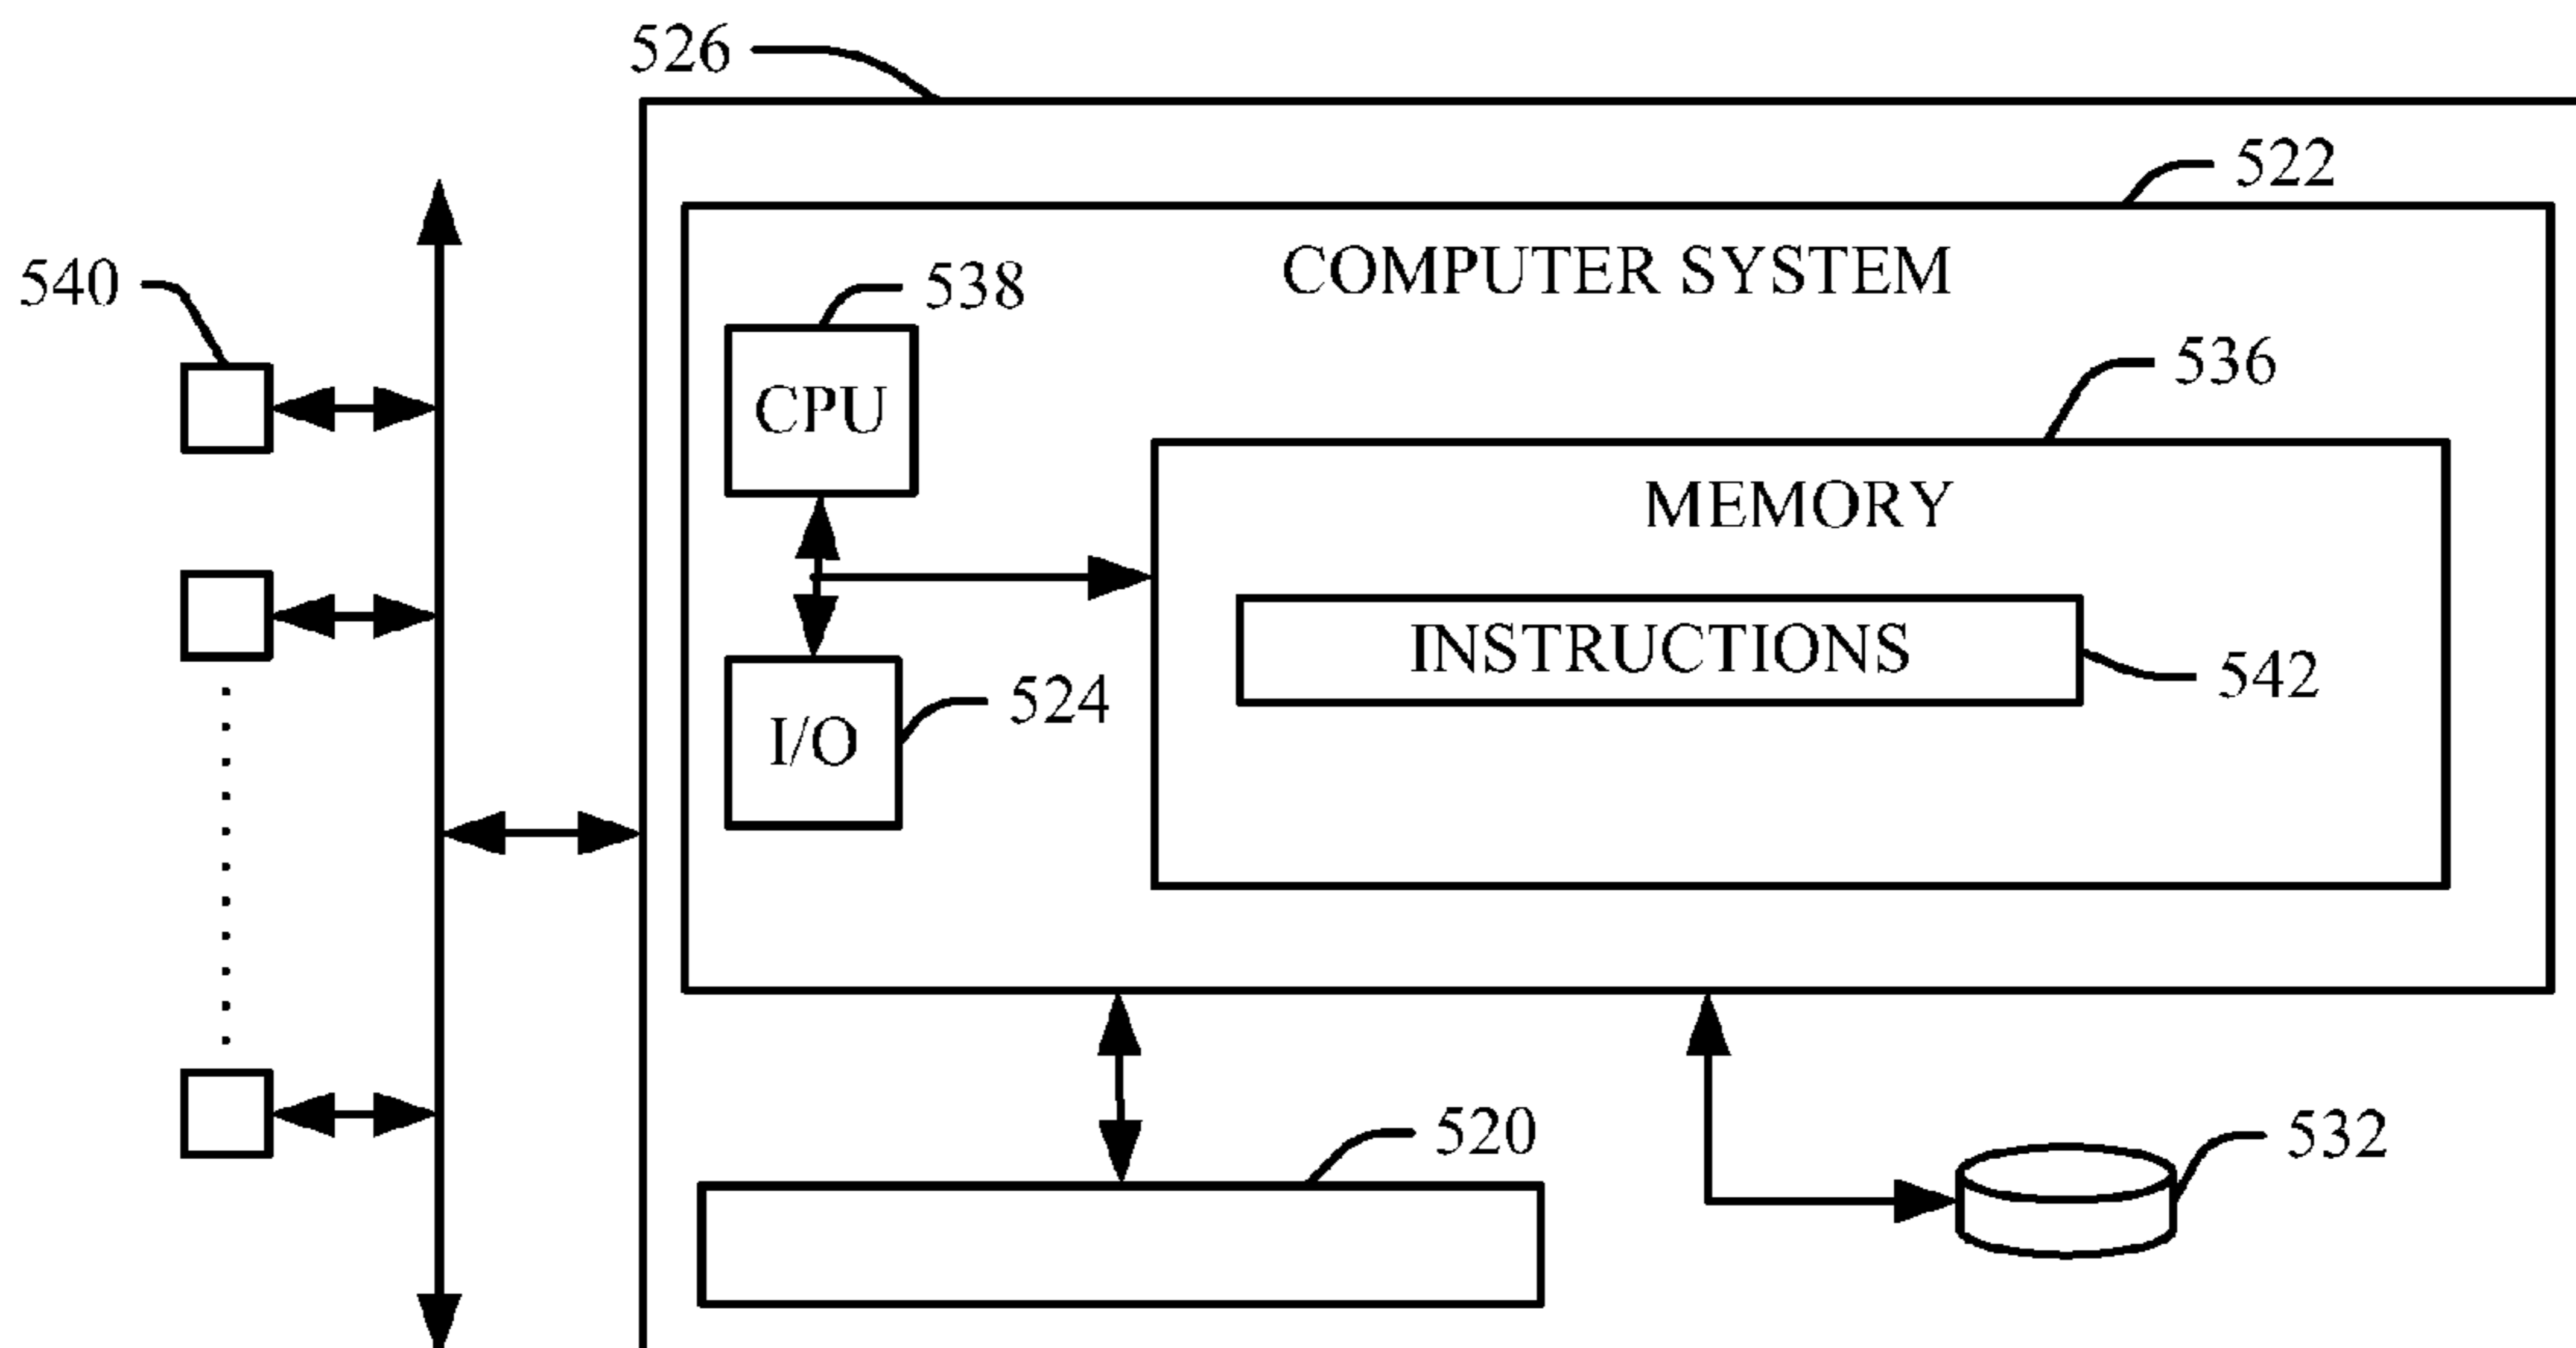 526
522
COMPUTER SYSTEM
540
538
536
CPU
MEMORY
INSTRUCTIONS
542
524
I/O
520
532